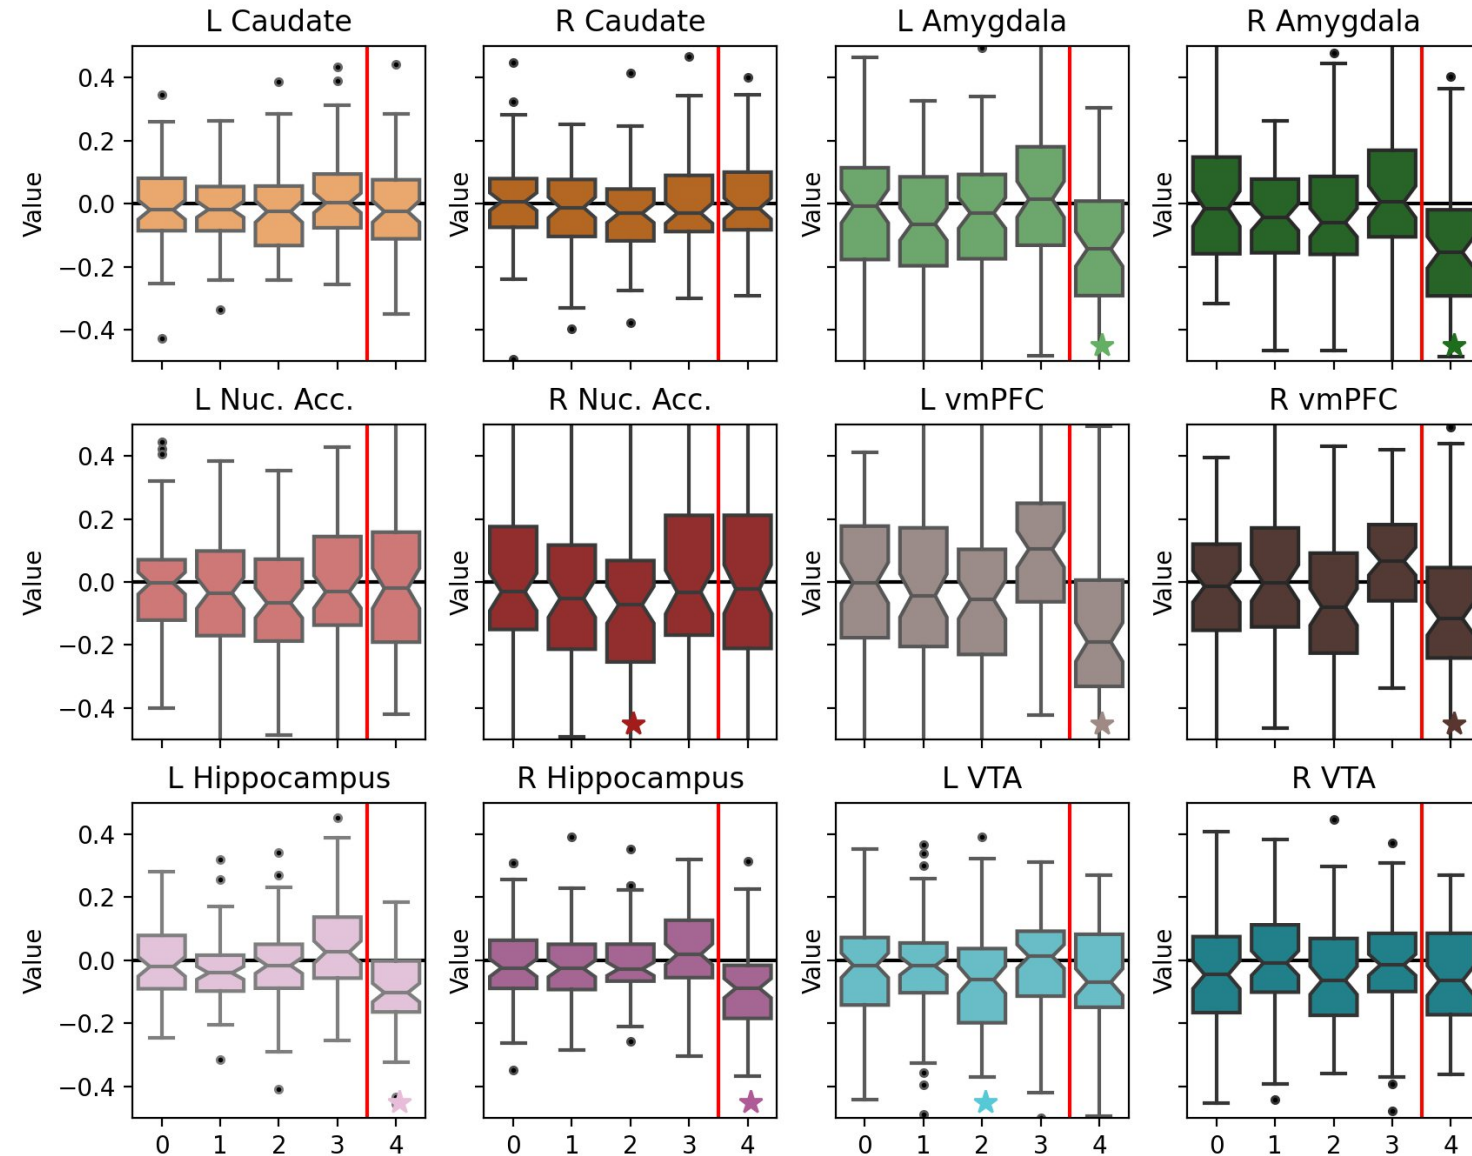 L Caudate R Caudate L Amygdala R Amygdala
0.4
0.2
0.0
−0.2
−0.4
Value Value Value Value
L Nuc. Acc. R Nuc. Acc. L vmPFC R vmPFC
0.4
0.2
0.0
−0.2
−0.4
Value Value Value Value
L Hippocampus R Hippocampus L VTA R VTA
0.4
0.2
0.0
−0.2
−0.4
Value Value Value Value
0 1 2 3 4 0 1 2 3 4 0 1 2 3 4 0 1 2 3 4